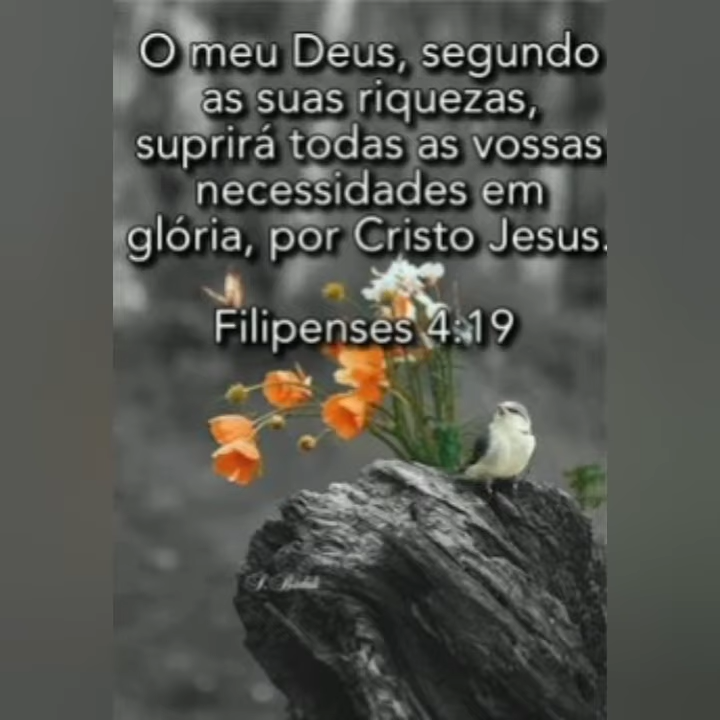 O meu Deus, segundo
as suas riquezas,
suprirá todas as vossas
necessidades em
glória, por Cristo Jesus.
Filipenses 4:19